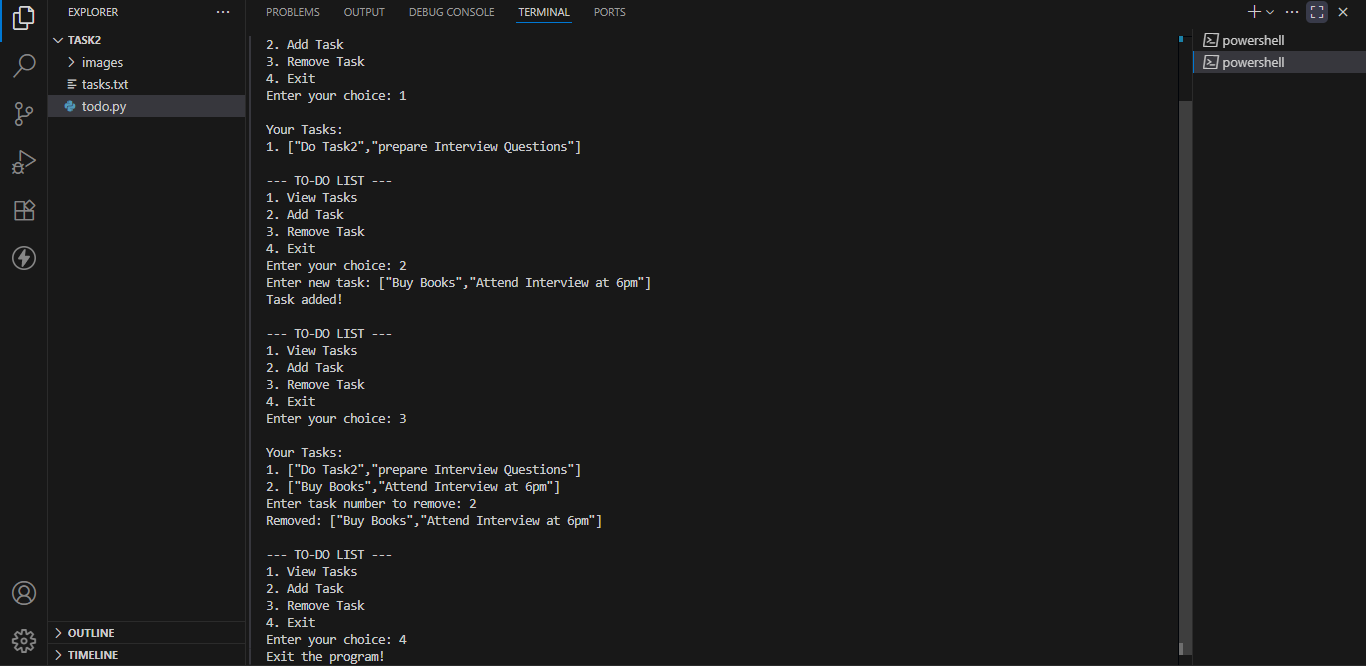 EXPLORER
TASK2
images
tasks.txt
todo.py
OUTLINE
TIMELINE
PROBLEMS OUTPUT DEBUG CONSOLE TERMINAL PORTS
2. Add Task
3. Remove Task
4. Exit
Enter your choice: 1
Your Tasks:
1. ["Do Task2","prepare Interview Questions"]
--- TO-DO LIST ---
1. View Tasks
2. Add Task
3. Remove Task
4. Exit
Enter your choice: 2
Enter new task: ["Buy Books","Attend Interview at 6pm"]
Task added!
--- TO-DO LIST ---
1. View Tasks
2. Add Task
3. Remove Task
4. Exit
Enter your choice: 3
Your Tasks:
1. ["Do Task2","prepare Interview Questions"]
2. ["Buy Books","Attend Interview at 6pm"]
Enter task number to remove: 2
Removed: ["Buy Books","Attend Interview at 6pm"]
--- TO-DO LIST ---
1. View Tasks
2. Add Task
3. Remove Task
4. Exit
Enter your choice: 4
Exit the program!
powershell
powershell